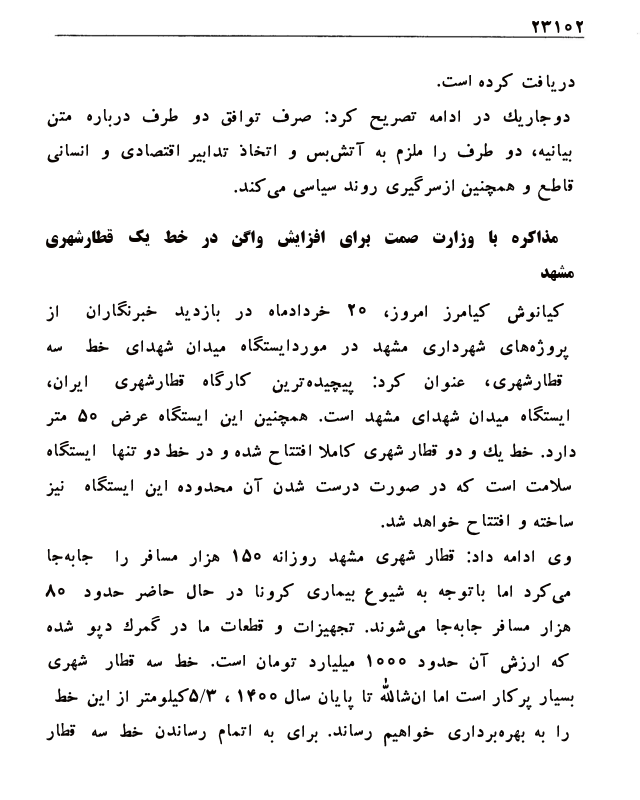 ۲۳۱۰۲
دریافت کرده است.
دوجاریك در ادامه تصریح کرد: صرف توافق دو طرف درباره متن
بیانیه، دو طرف را ملزم به آتش‌بس و اتخاذ تدابیر اقتصادی و انسانی
قاطع و همچنین ازسرگیری روند سیاسی می‌کند.
مذاکره با وزارت صمت برای افزایش واگن در خط یک قطارشهری
مشهد
کیانوش کیامرز امروز، ۲۰ خردادماه در بازدید خبرنگاران از
پروژه‌های شهرداری مشهد در موردایستگاه میدان شهدای خط سه
قطارشهری، عنوان کرد: پیچیده‌ترین کارگاه قطارشهری ایران،
ایستگاه میدان شهدای مشهد است. همچنین این ایستگاه عرض ۵۰ متر
دارد. خط یك و دو قطار شهری کاملا افتتاح شده و در خط دو تنها ایستگاه
سلامت است که در صورت درست شدن آن محدوده این ایستگاه نیز
ساخته و افتتاح خواهد شد.
وی ادامه داد: قطار شهری مشهد روزانه ۱۵۰ هزار مسافر را جابه‌جا
می‌کرد اما باتوجه به شیوع بیماری کرونا در حال حاضر حدود ۸۰
هزار مسافر جابه‌جا می‌شوند. تجهیزات و قطعات ما در گمرك دپو شده
که ارزش آن حدود ۱۰۰۰ میلیارد تومان است. خط سه قطار شهری
بسیار پرکار است اما ان‌شاالله تا پایان سال ۱۴۰۰ ، ۵/۳کیلومتر از این خط
را به بهره‌برداری خواهیم رساند. برای به اتمام رساندن خط سه قطار